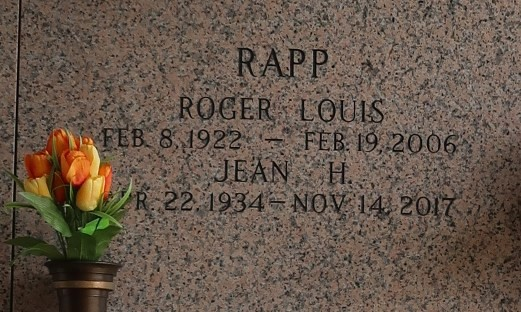 RAPP
ROGER LOUIS
FEB 8, 1922 – FEB 19, 2006
JEAN H.
22 1934 – NOV 14, 2017